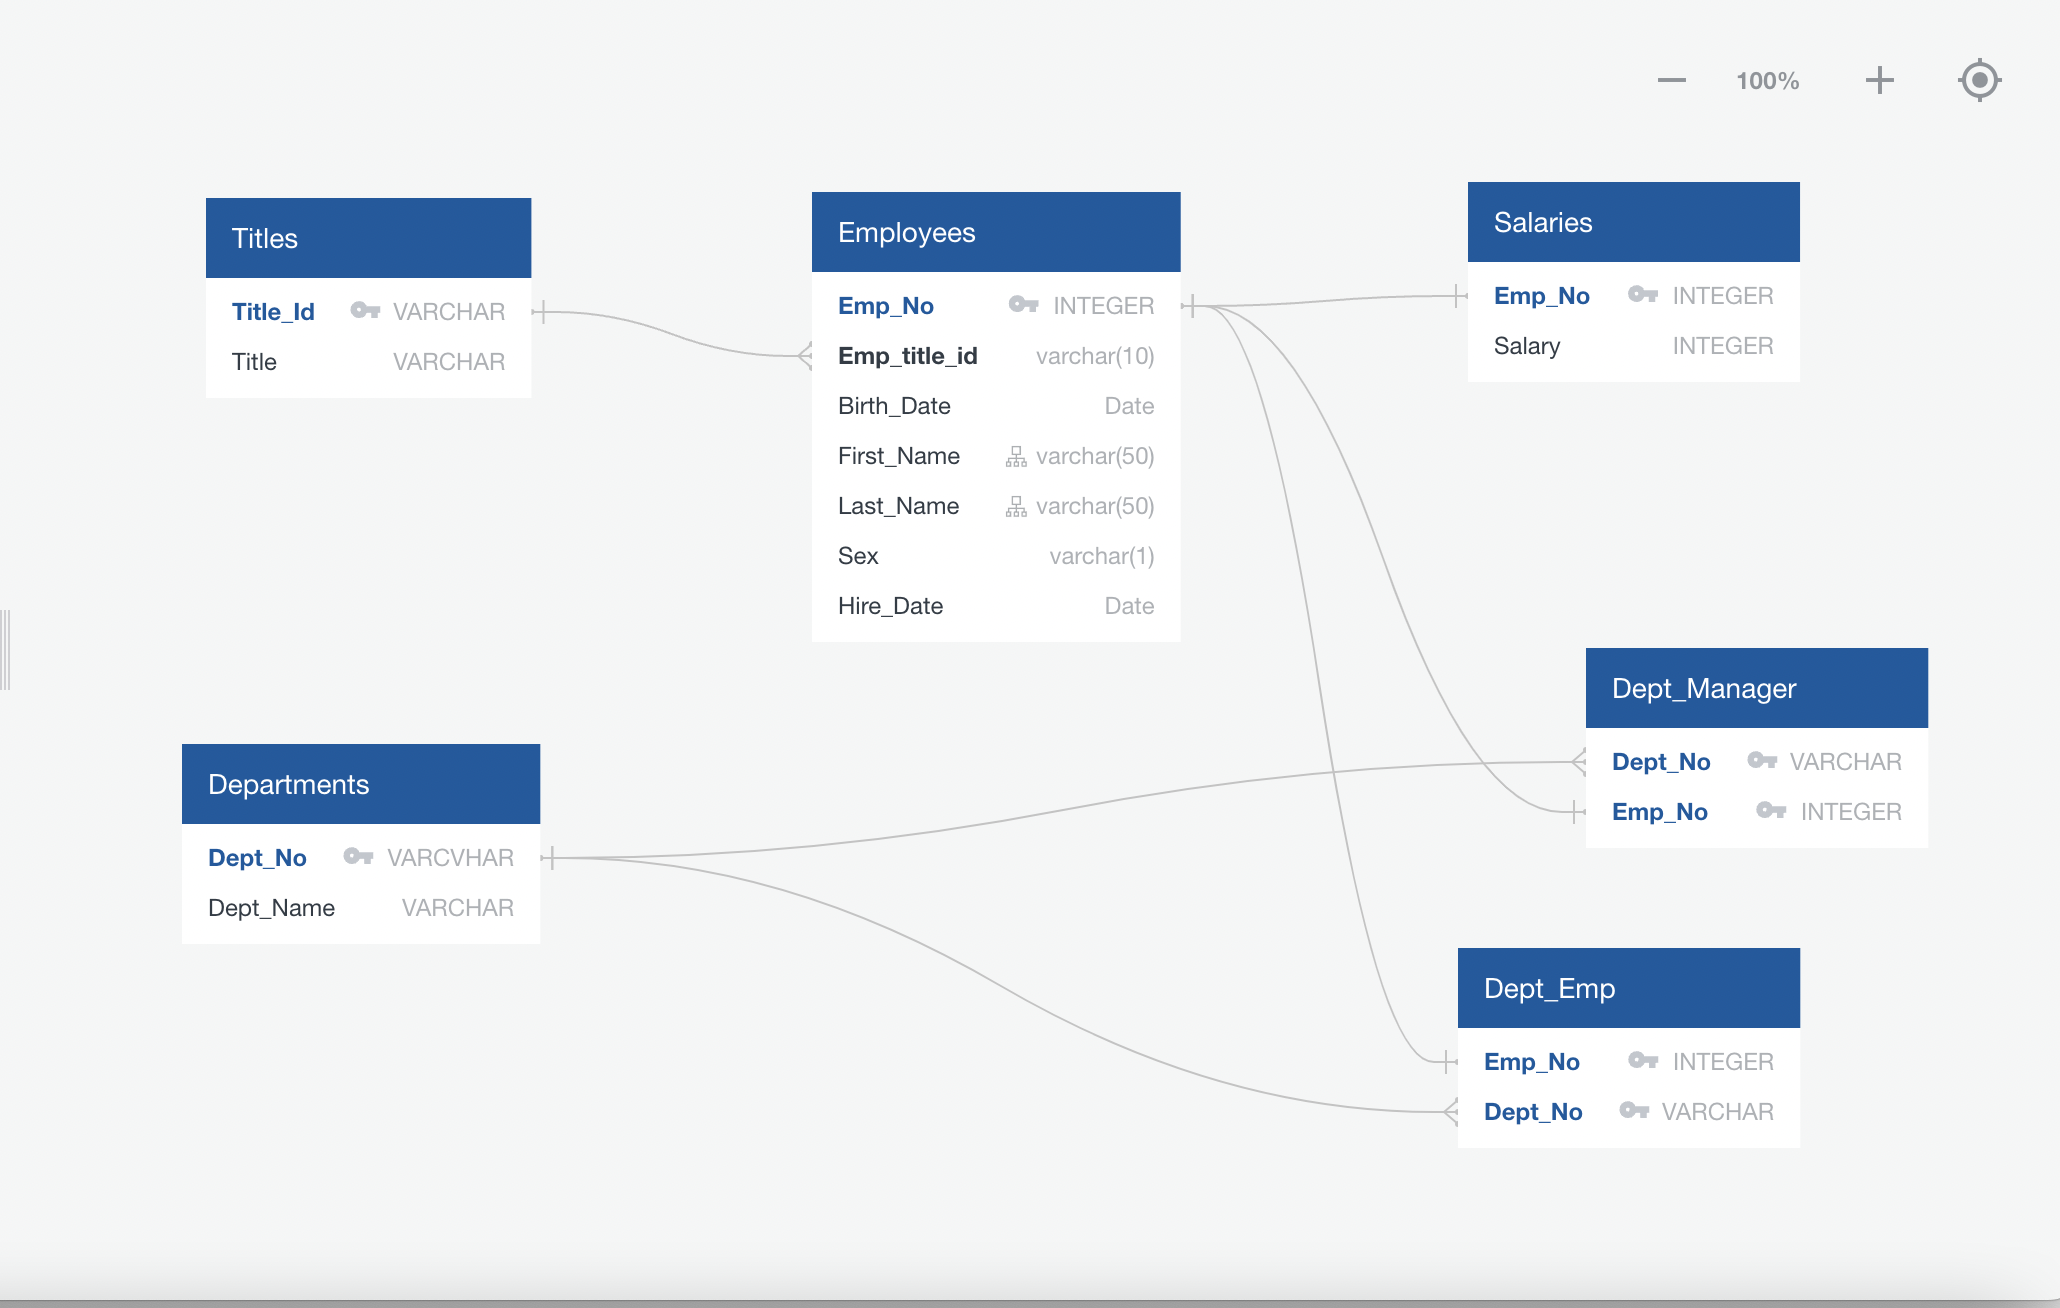 100%
Titles
Title_Id VARCHAR
Title VARCHAR
Employees
Emp_No INTEGER
Emp_title_id varchar(10)
Birth_Date Date
First_Name varchar(50)
Last_Name varchar(50)
Sex varchar(1)
Hire_Date Date
Salaries
Emp_No INTEGER
Salary INTEGER
Departments
Dept_No VARCVHAR
Dept_Name VARCHAR
Dept_Manager
Dept_No VARCHAR
Emp_No INTEGER
Dept_Emp
Emp_No INTEGER
Dept_No VARCHAR